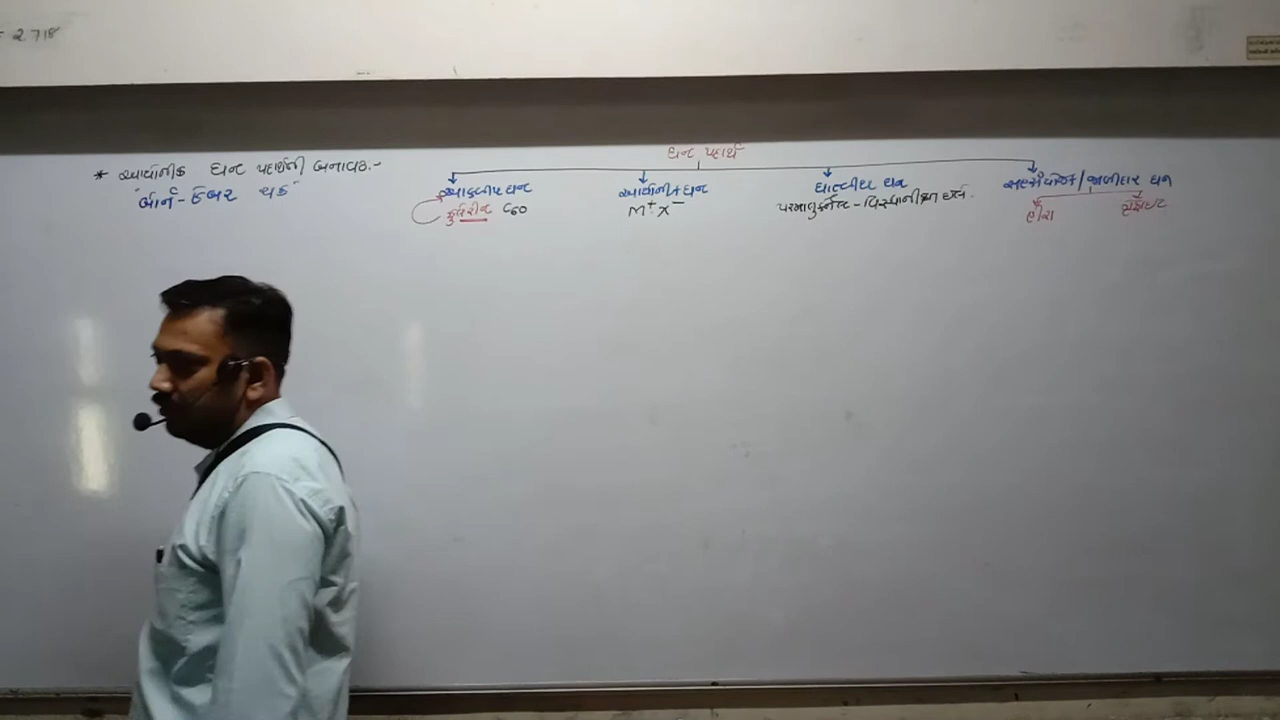 = 2.718
* આયનીક ઘન પદાર્થની બનાવટ.-
"બોર્ન-હેબર ચક્ર"
ઘન પદાર્થ
આણ્વીય ઘન
ફુલેરીન C60
આયનીક ઘન
M⁺X⁻
ધાત્વીય ઘન
પરમાણુકેન્દ્ર - વિસ્થાનીકૃત ઇલે.
સહસંયોજક/જાળીદાર ઘન
હીરા
ગ્રેફાઇટ